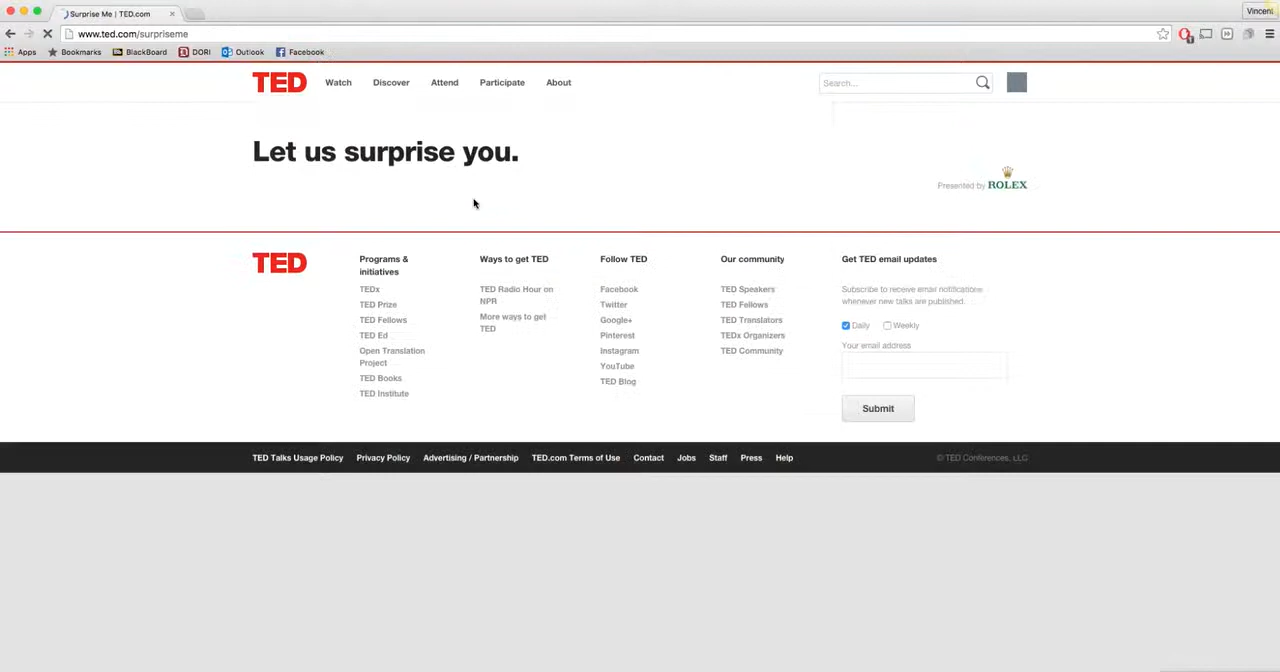 Surprise Me | TED.com
Vincent
www.ted.com/surpriseme
Apps Bookmarks BlackBoard DORI Outlook Facebook
TED Watch Discover Attend Participate About Search...
Let us surprise you.
Presented by ROLEX
TED
Programs &
initiatives
TEDx
TED Prize
TED Fellows
TED Ed
Open Translation
Project
TED Books
TED Institute
Ways to get TED
TED Radio Hour on
NPR
More ways to get
TED
Follow TED
Facebook
Twitter
Google+
Pinterest
Instagram
YouTube
TED Blog
Our community
TED Speakers
TED Fellows
TED Translators
TEDx Organizers
TED Community
Get TED email updates
Subscribe to receive email notifications
whenever new talks are published.
Daily Weekly
Your email address
Submit
TED Talks Usage Policy Privacy Policy Advertising / Partnership TED.com Terms of Use Contact Jobs Staff Press Help © TED Conferences, LLC